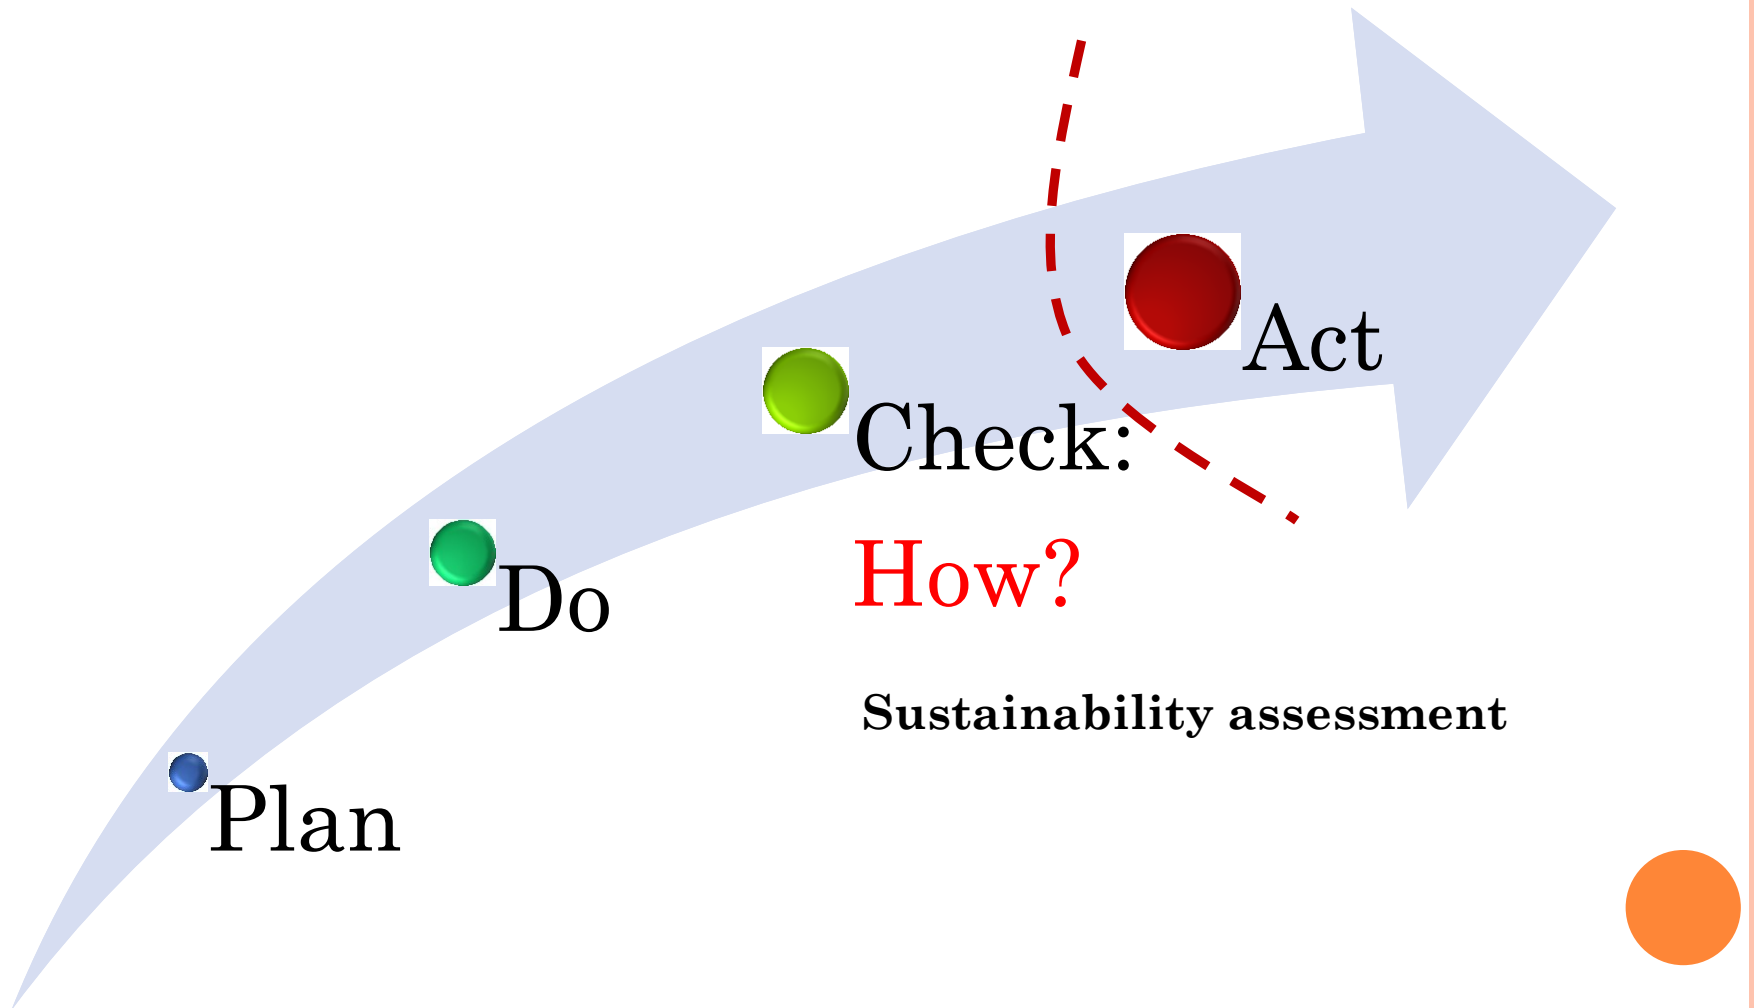 Act
Check:
How?
Do
Sustainability assessment
Plan